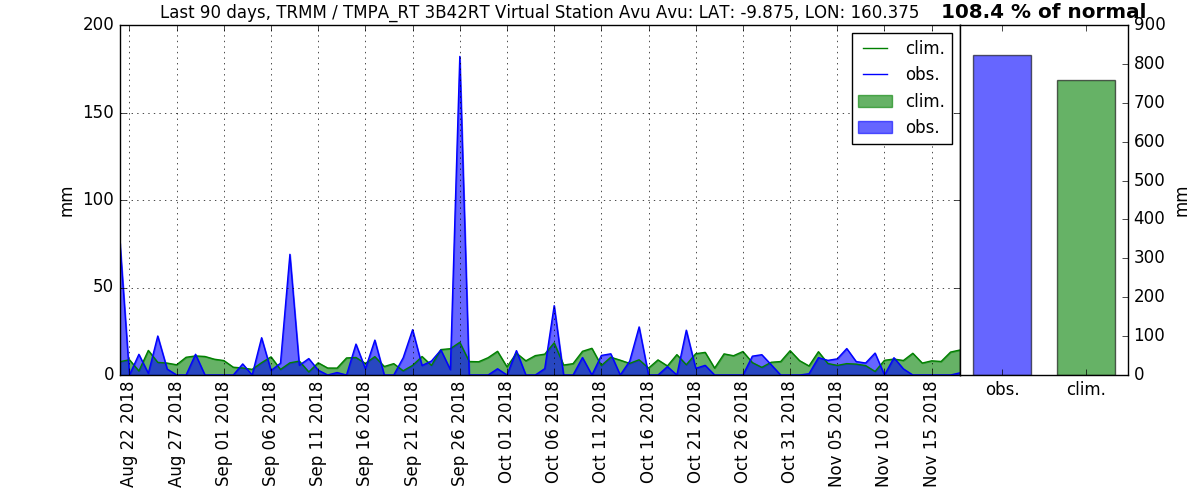 Last 90 days, TRMM / TMPA_RT 3B42RT Virtual Station Avu Avu: LAT: -9.875, LON: 160.375
108.4 % of normal
mm
200
150
100
50
0
clim.
obs.
clim.
obs.
Aug 22 2018
Aug 27 2018
Sep 01 2018
Sep 06 2018
Sep 11 2018
Sep 16 2018
Sep 21 2018
Sep 26 2018
Oct 01 2018
Oct 06 2018
Oct 11 2018
Oct 16 2018
Oct 21 2018
Oct 26 2018
Oct 31 2018
Nov 05 2018
Nov 10 2018
Nov 15 2018
900
800
700
600
500
400
300
200
100
0
mm
obs.
clim.